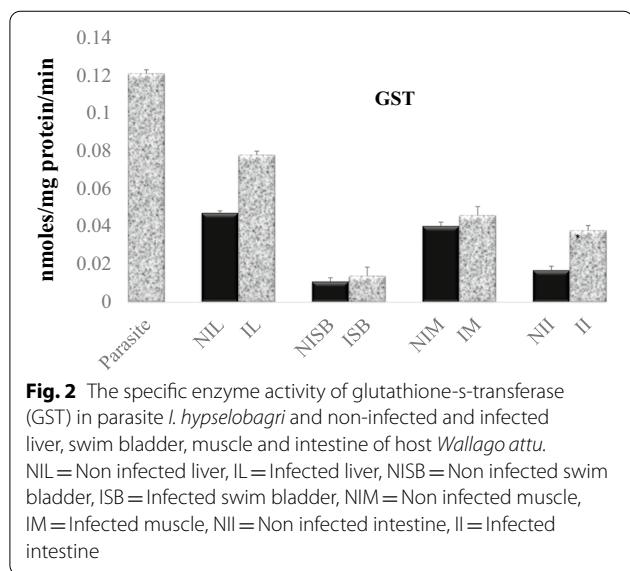 0.14
0.12
0.1
0.08
0.06
0.04
0.02
0
nmoles/mg protein/min
GST
Parasite
NIL
IL
NISB
ISB
NIM
IM
NII
II
Fig. 2 The specific enzyme activity of glutathione-s-transferase
(GST) in parasite I. hypselobagri and non-infected and infected
liver, swim bladder, muscle and intestine of host Wallago attu.
NIL = Non infected liver, IL = Infected liver, NISB = Non infected swim
bladder, ISB = Infected swim bladder, NIM = Non infected muscle,
IM = Infected muscle, NII = Non infected intestine, II = Infected
intestine